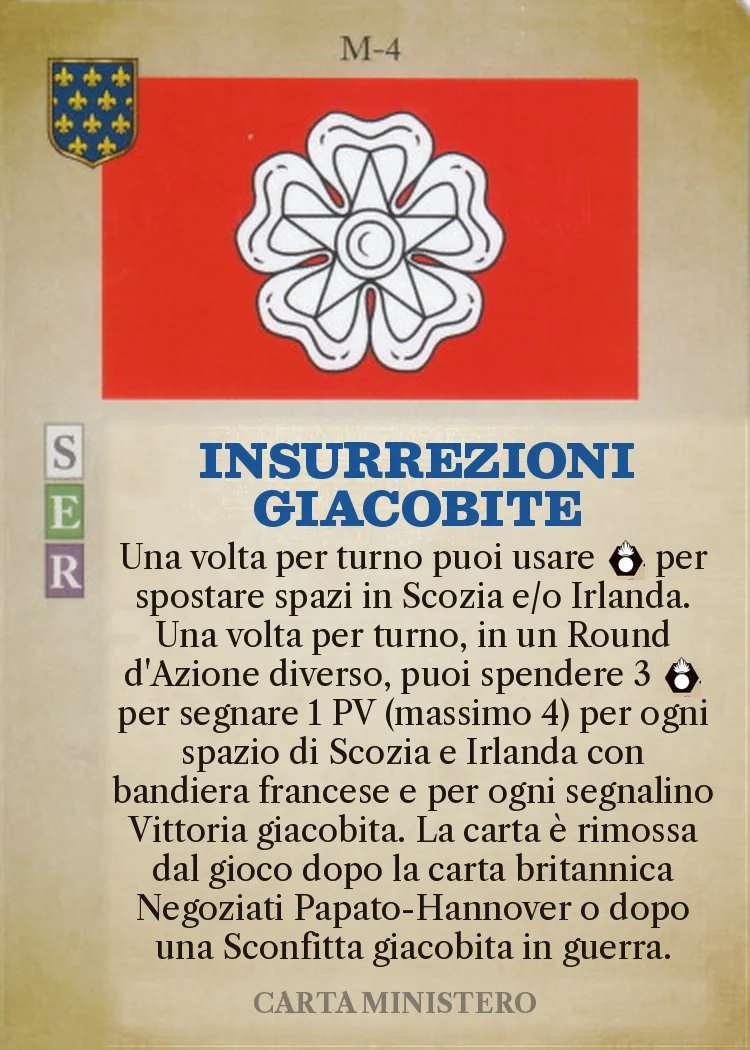 M-4
S
E
R
INSURREZIONI
GIACOBITE
Una volta per turno puoi usare per
spostare spazi in Scozia e/o Irlanda.
Una volta per turno, in un Round
d'Azione diverso, puoi spendere 3
per segnare 1 PV (massimo 4) per ogni
spazio di Scozia e Irlanda con
bandiera francese e per ogni segnalino
Vittoria giacobita. La carta è rimossa
dal gioco dopo la carta britannica
Negoziati Papato-Hannover o dopo
una Sconfitta giacobita in guerra.
CARTA MINISTERO